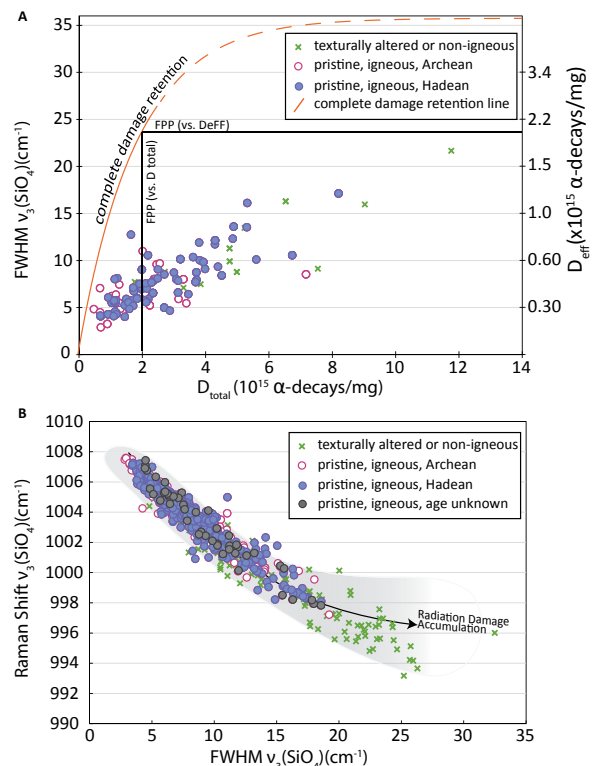 A
35
30
25
20
15
10
5
0
FWHM ν₃(SiO₄)(cm⁻¹)
texturally altered or non-igneous
pristine, igneous, Archean
pristine, igneous, Hadean
complete damage retention line
complete damage retention
FPP (vs. DeFF)
FPP (vs. D total)
3.4
2.2
1.5
1.0
0.60
0.30
D_eff(x10¹⁵ α-decays/mg)
0 2 4 6 8 10 12 14
D_total(10¹⁵ α-decays/mg)
B
1010
1008
1006
1004
1002
1000
998
996
994
992
990
Raman Shift ν₃(SiO₄)(cm⁻¹)
texturally altered or non-igneous
pristine, igneous, Archean
pristine, igneous, Hadean
pristine, igneous, age unknown
Radiation Damage
Accumulation
0 5 10 15 20 25 30 35
FWHM ν₃(SiO₄)(cm⁻¹)